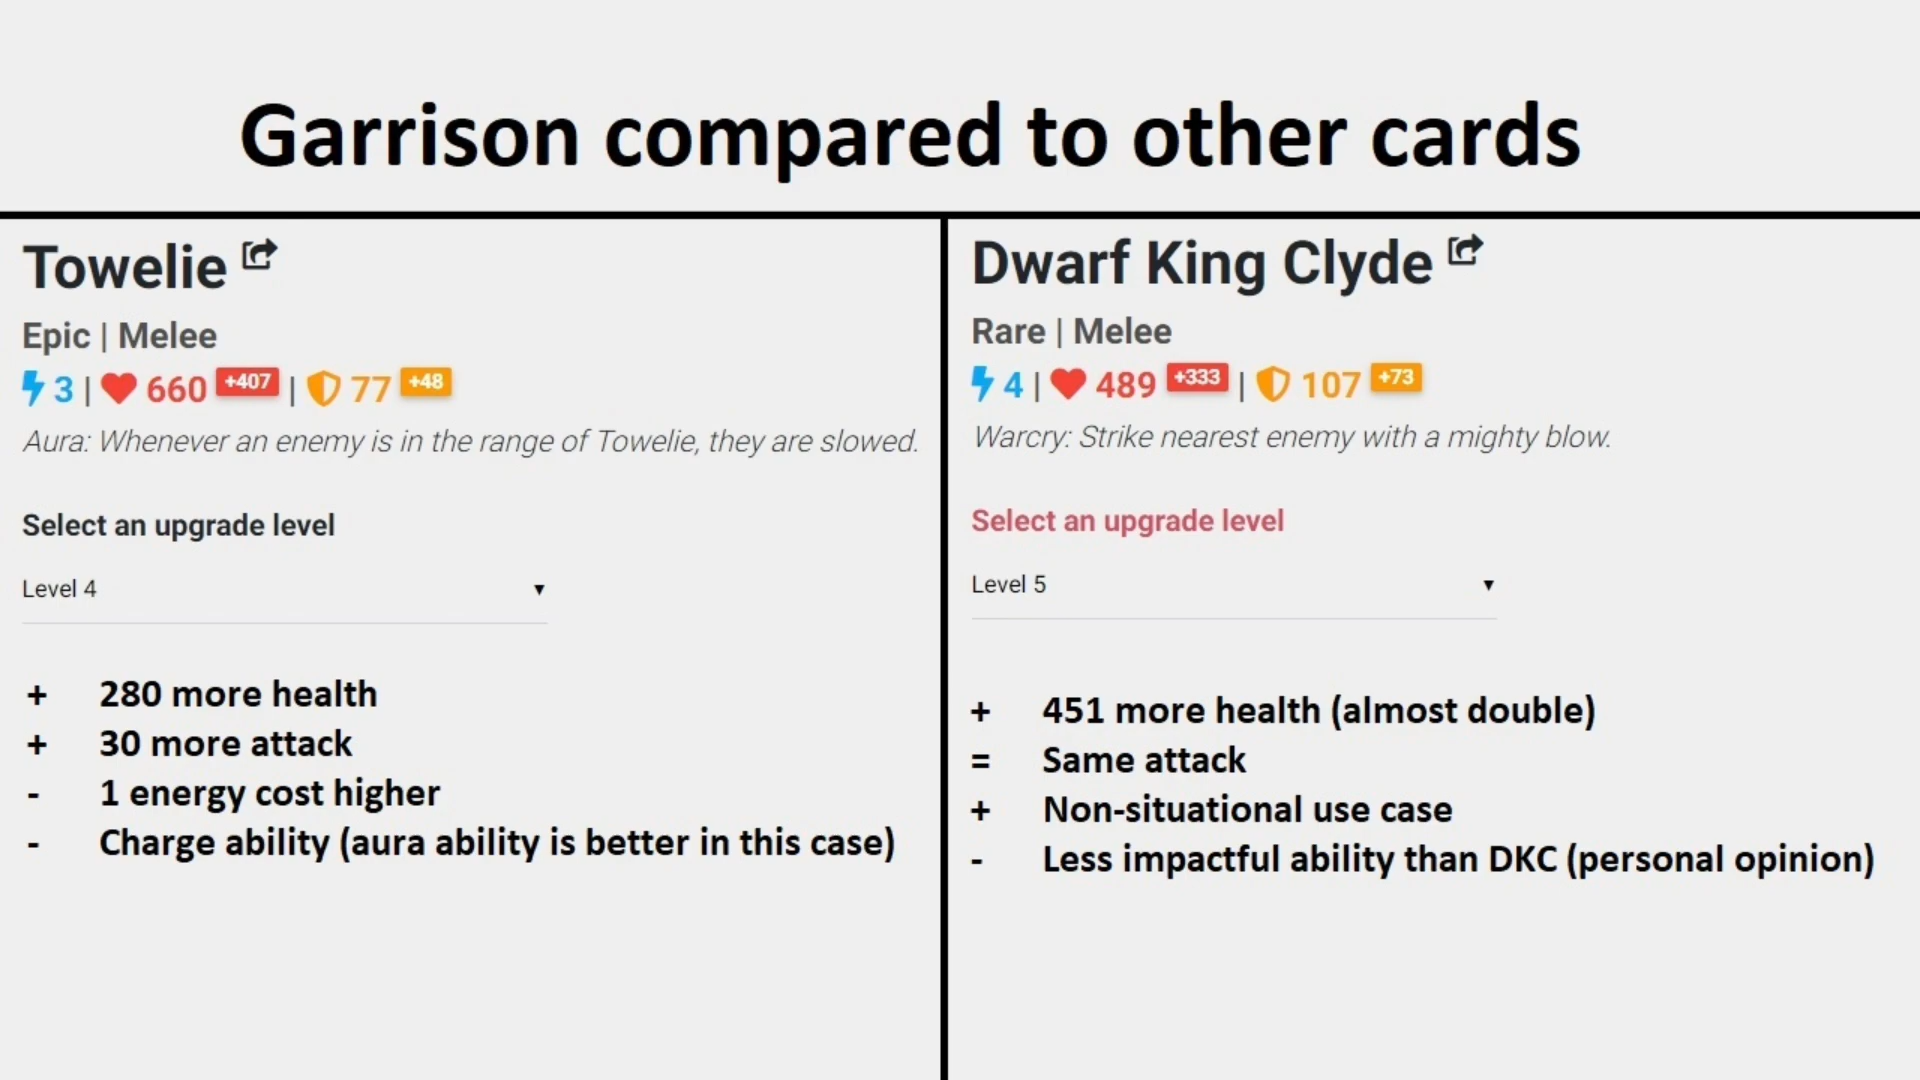 Garrison compared to other cards
Towelie
Epic | Melee
3 | 660 +407 | 77 +48
Aura: Whenever an enemy is in the range of Towelie, they are slowed.
Select an upgrade level
Level 4
+ 280 more health
+ 30 more attack
- 1 energy cost higher
- Charge ability (aura ability is better in this case)
Dwarf King Clyde
Rare | Melee
4 | 489 +333 | 107 +73
Warcry: Strike nearest enemy with a mighty blow.
Select an upgrade level
Level 5
+ 451 more health (almost double)
= Same attack
+ Non-situational use case
- Less impactful ability than DKC (personal opinion)